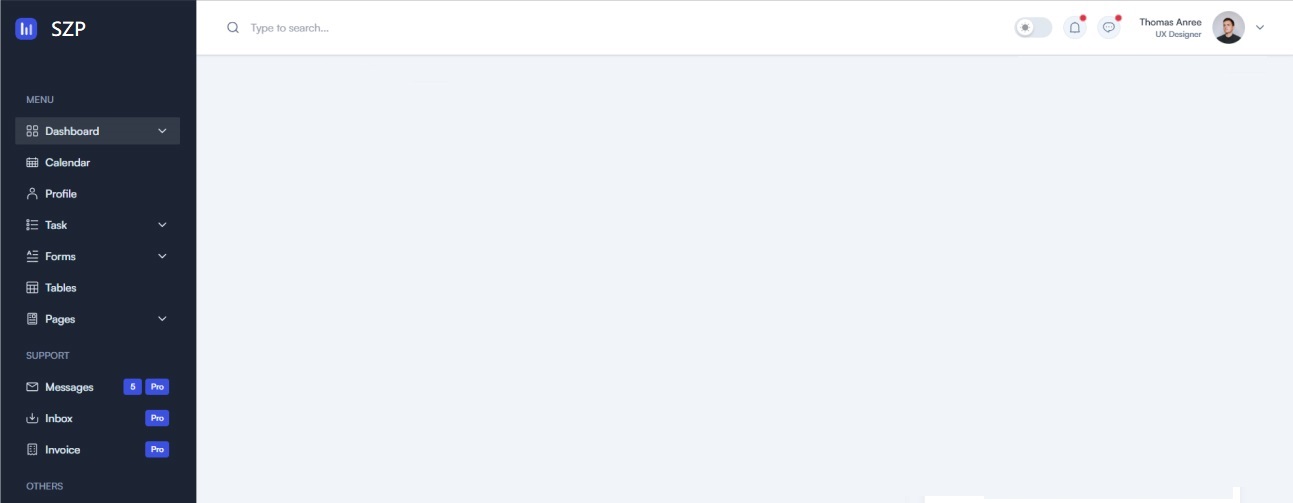 SZP
Type to search...
Thomas Anree
UX Designer
MENU
Dashboard
Calendar
Profile
Task
Forms
Tables
Pages
SUPPORT
Messages 5 Pro
Inbox Pro
Invoice Pro
OTHERS